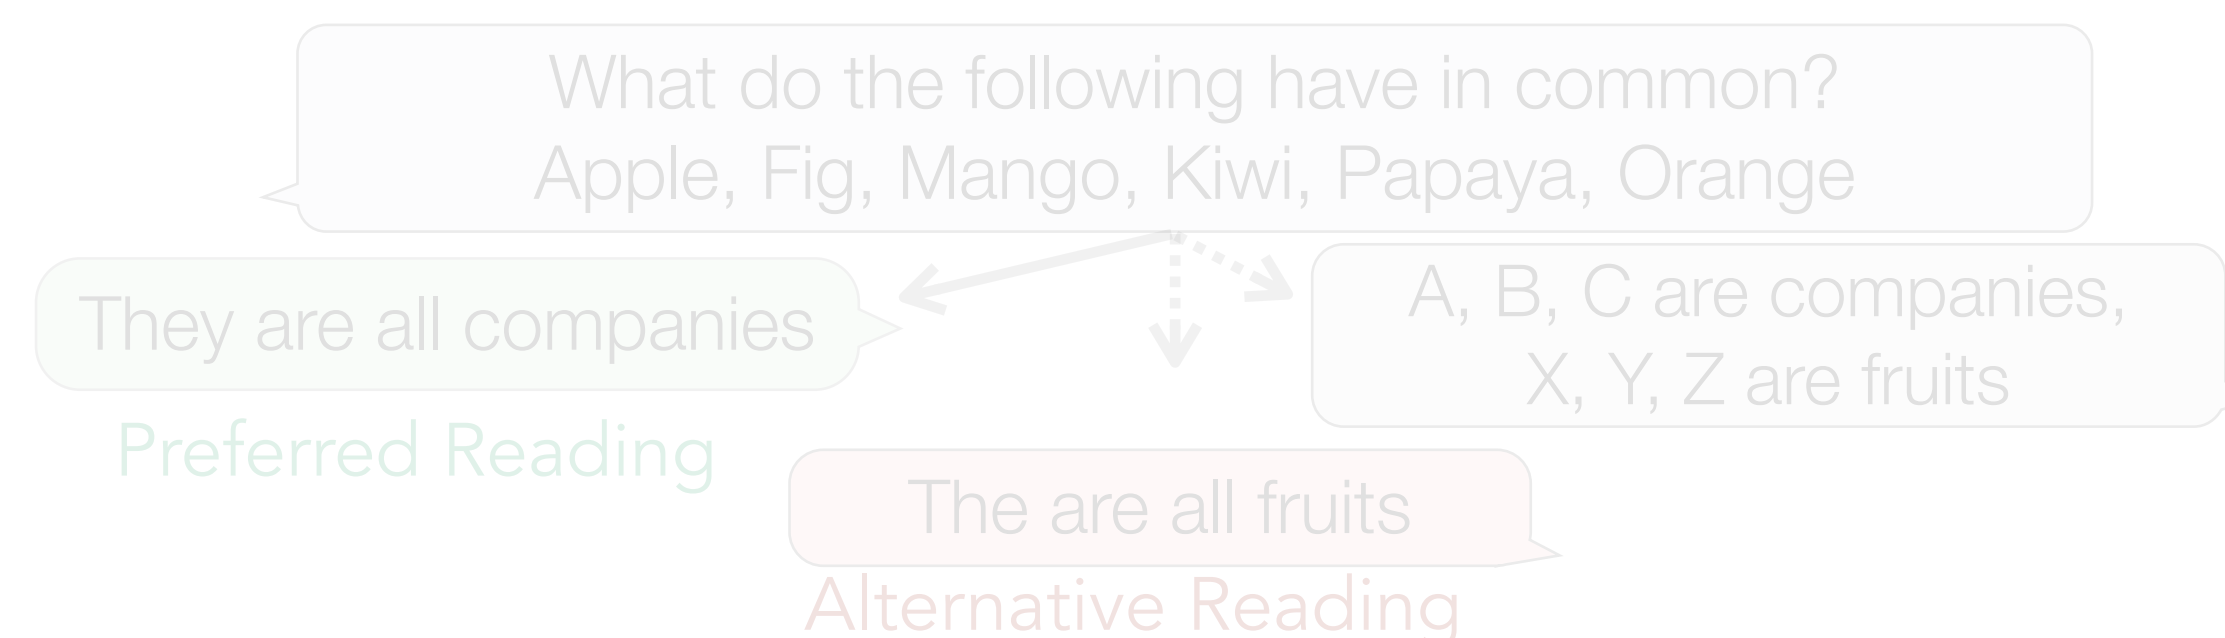 What do the following have in common?
Apple, Fig, Mango, Kiwi, Papaya, Orange
They are all companies
Preferred Reading
A, B, C are companies,
X, Y, Z are fruits
The are all fruits
Alternative Reading